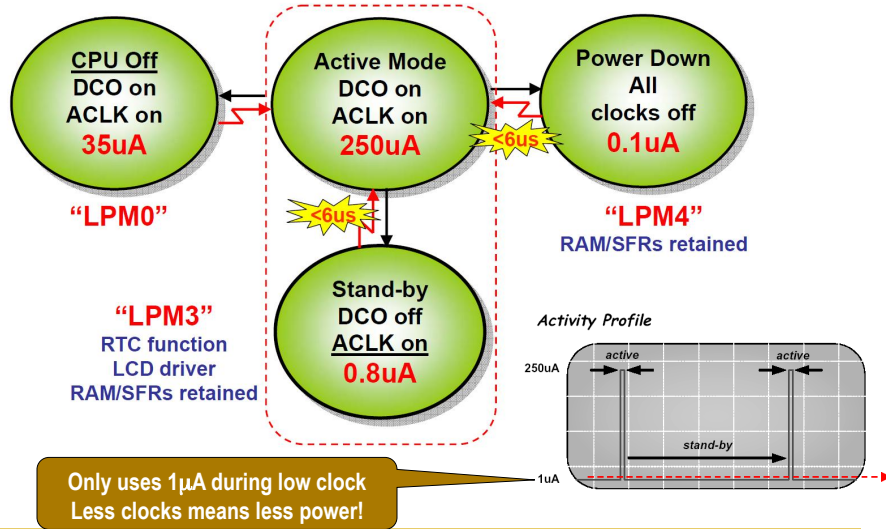 CPU Off
DCO on
ACLK on
35uA
“LPM0”
Active Mode
DCO on
ACLK on
250uA
<6us
Power Down
All
clocks off
0.1uA
<6us
“LPM4”
RAM/SFRs retained
Stand-by
DCO off
ACLK on
0.8uA
“LPM3”
RTC function
LCD driver
RAM/SFRs retained
Activity Profile
250uA
active
active
stand-by
1uA
Only uses 1µA during low clock
Less clocks means less power!